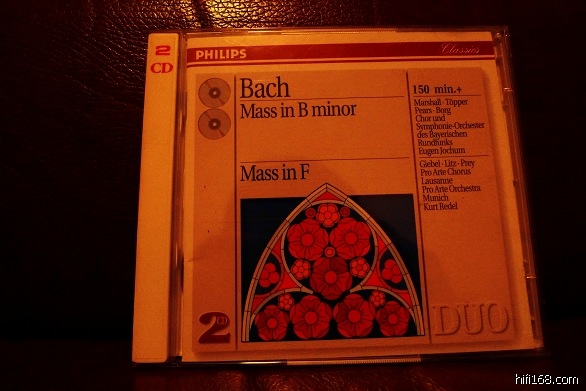 2
CD
PHILIPS
Classics
Bach
Mass in B minor
Mass in F
150 min.+
Marshall · Töpper
Pears · Borg
Chor und
Symphonie-Orchester
des Bayerischen
Rundfunks
Eugen Jochum
Giebel · Litz · Prey
Pro Arte Chorus
Lausanne
Pro Arte Orchestra
Munich
Kurt Redel
2 CD
DUO
hifi168.com